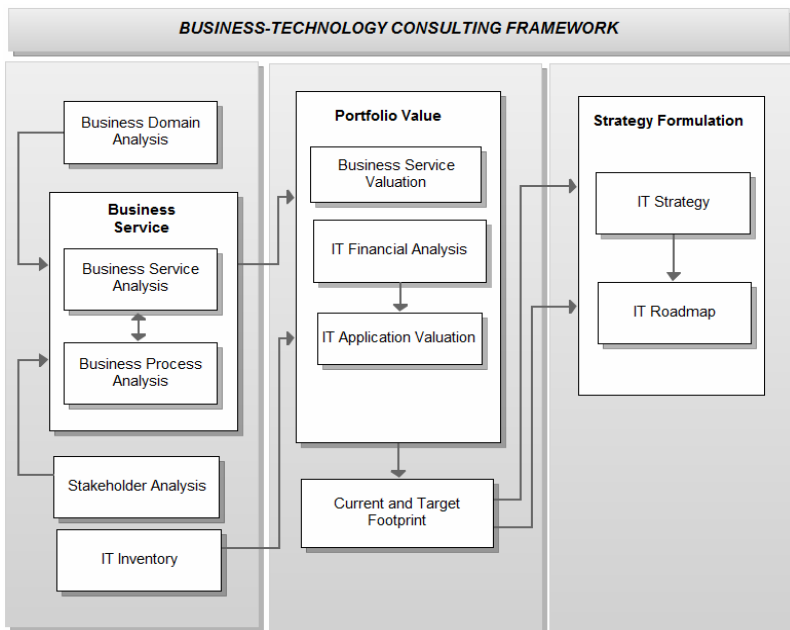 BUSINESS-TECHNOLOGY CONSULTING FRAMEWORK
Business Domain
Analysis
Business
Service
Business Service
Analysis
Business Process
Analysis
Stakeholder Analysis
IT Inventory
Portfolio Value
Business Service
Valuation
IT Financial Analysis
IT Application Valuation
Current and Target
Footprint
Strategy Formulation
IT Strategy
IT Roadmap